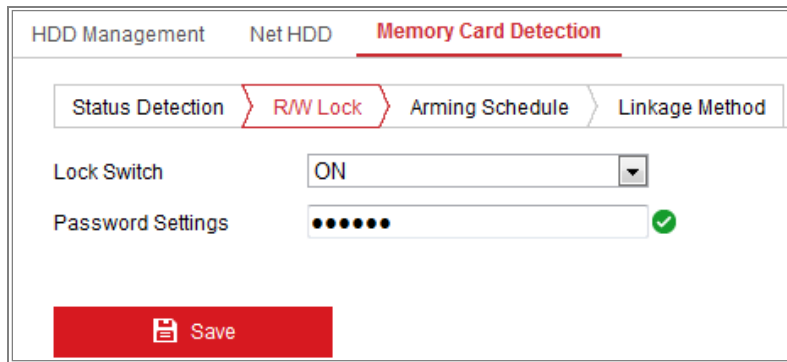 HDD Management Net HDD Memory Card Detection
Status Detection R/W Lock Arming Schedule Linkage Method
Lock Switch ON
Password Settings ●●●●●●
Save